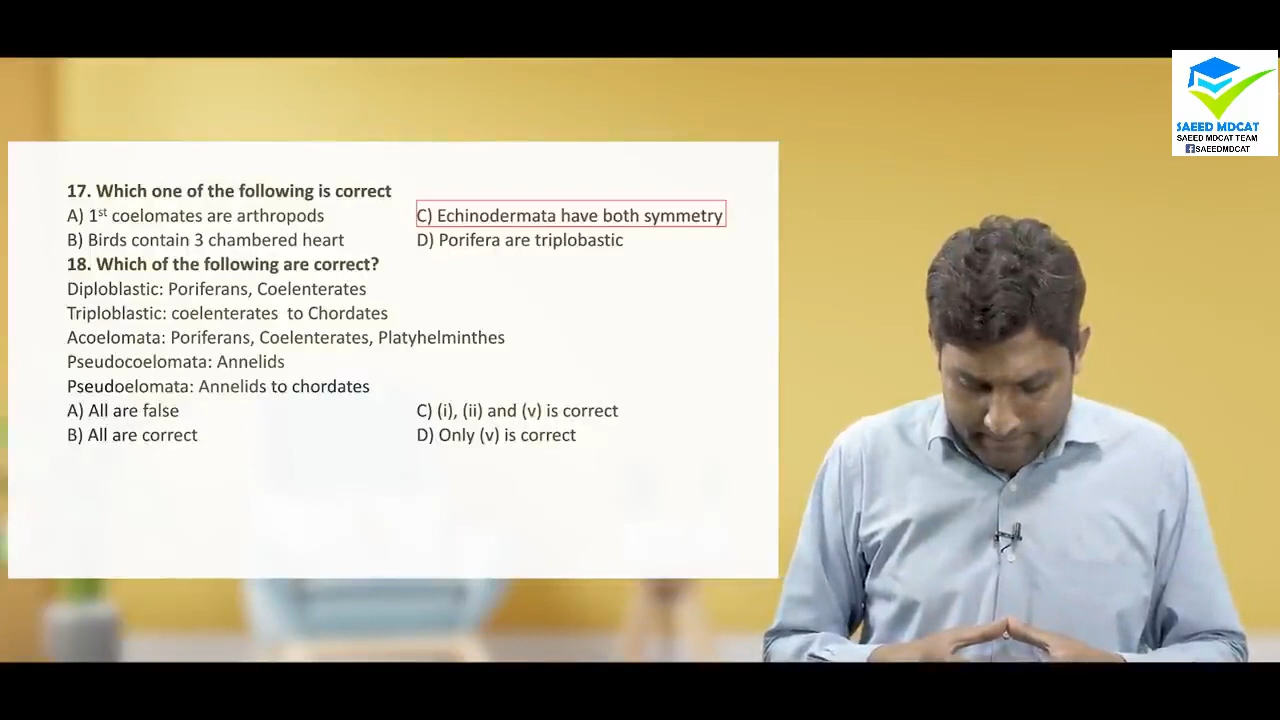 SAEED MDCAT
SAEED MDCAT TEAM
SAEEDMDCAT
17. Which one of the following is correct
A) 1st coelomates are arthropods C) Echinodermata have both symmetry
B) Birds contain 3 chambered heart D) Porifera are triplobastic
18. Which of the following are correct?
Diploblastic: Poriferans, Coelenterates
Triploblastic: coelenterates to Chordates
Acoelomata: Poriferans, Coelenterates, Platyhelminthes
Pseudocoelomata: Annelids
Pseudoelomata: Annelids to chordates
A) All are false C) (i), (ii) and (v) is correct
B) All are correct D) Only (v) is correct